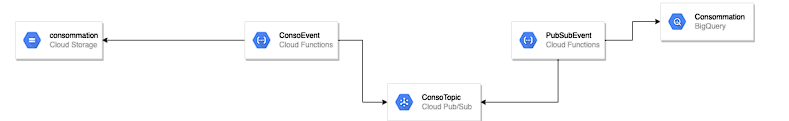 consommation
Cloud Storage
ConsoEvent
Cloud Functions
ConsoTopic
Cloud Pub/Sub
PubSubEvent
Cloud Functions
Consommation
BigQuery